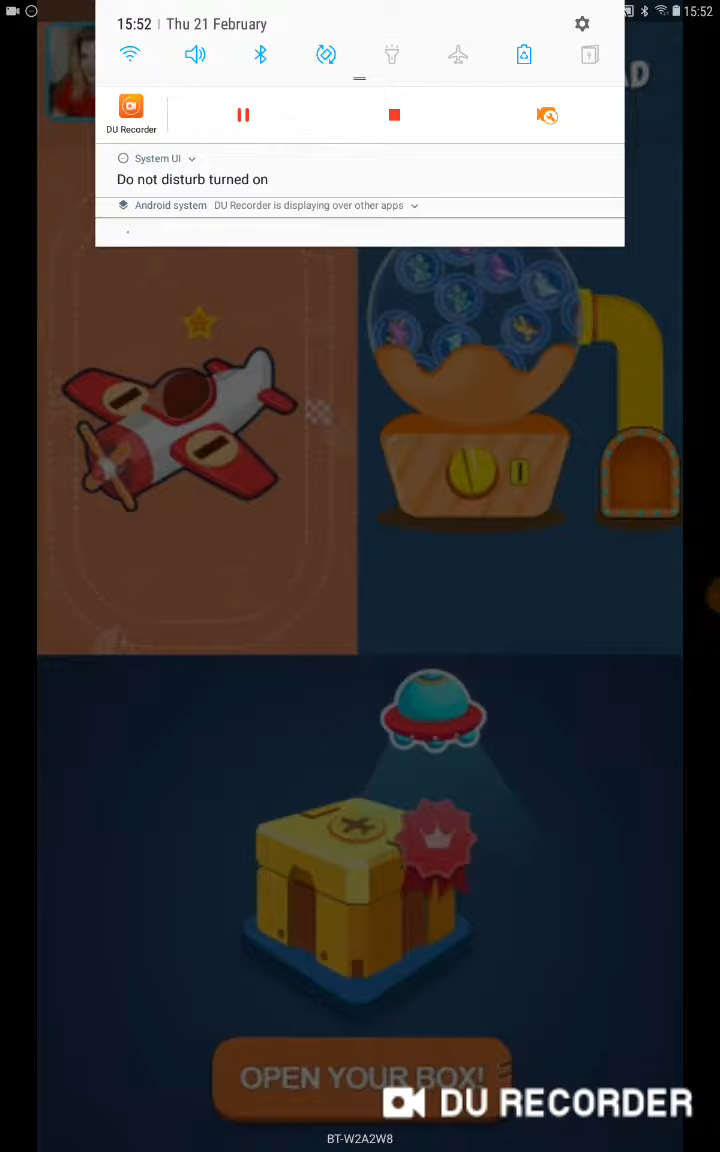 15:52 | Thu 21 February
15:52
DU Recorder
System UI
Do not disturb turned on
Android system DU Recorder is displaying over other apps
OPEN YOUR BOX!
DU RECORDER
BT-W2A2W8